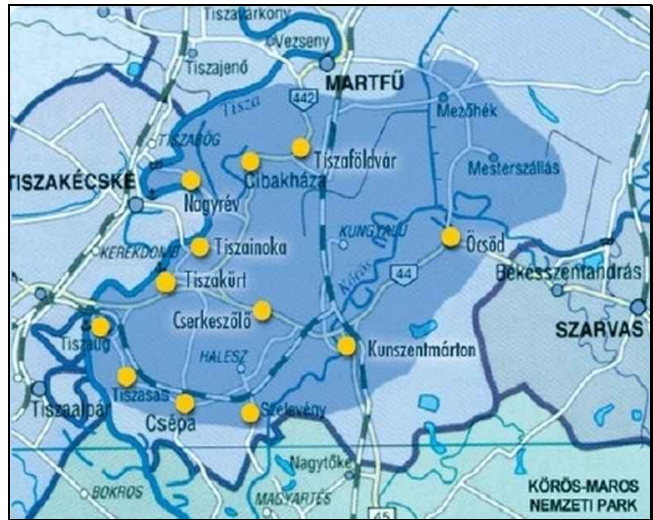 Tiszavárkony
Vezseny
Tiszajenő
MARTFŰ
442
Tisza
Mezőhék
TISZABÖG
Tiszaföldvár
Cibakháza
Mesterszállás
TISZAKÉCSKE
Nagyrév
KUNGYALU
Öcsöd
Tiszainoka
KEREKDOMB
Körös
44
Békésszentandrás
Tiszakürt
Cserkeszőlő
SZARVAS
Tiszaug
Kunszentmárton
HALESZ
Tiszasas
Tiszaalpár
Csépa
Szelevény
Nagytőke
BOKROS
MAGYARTÉS
KÖRÖS-MAROS
NEMZETI PARK
45